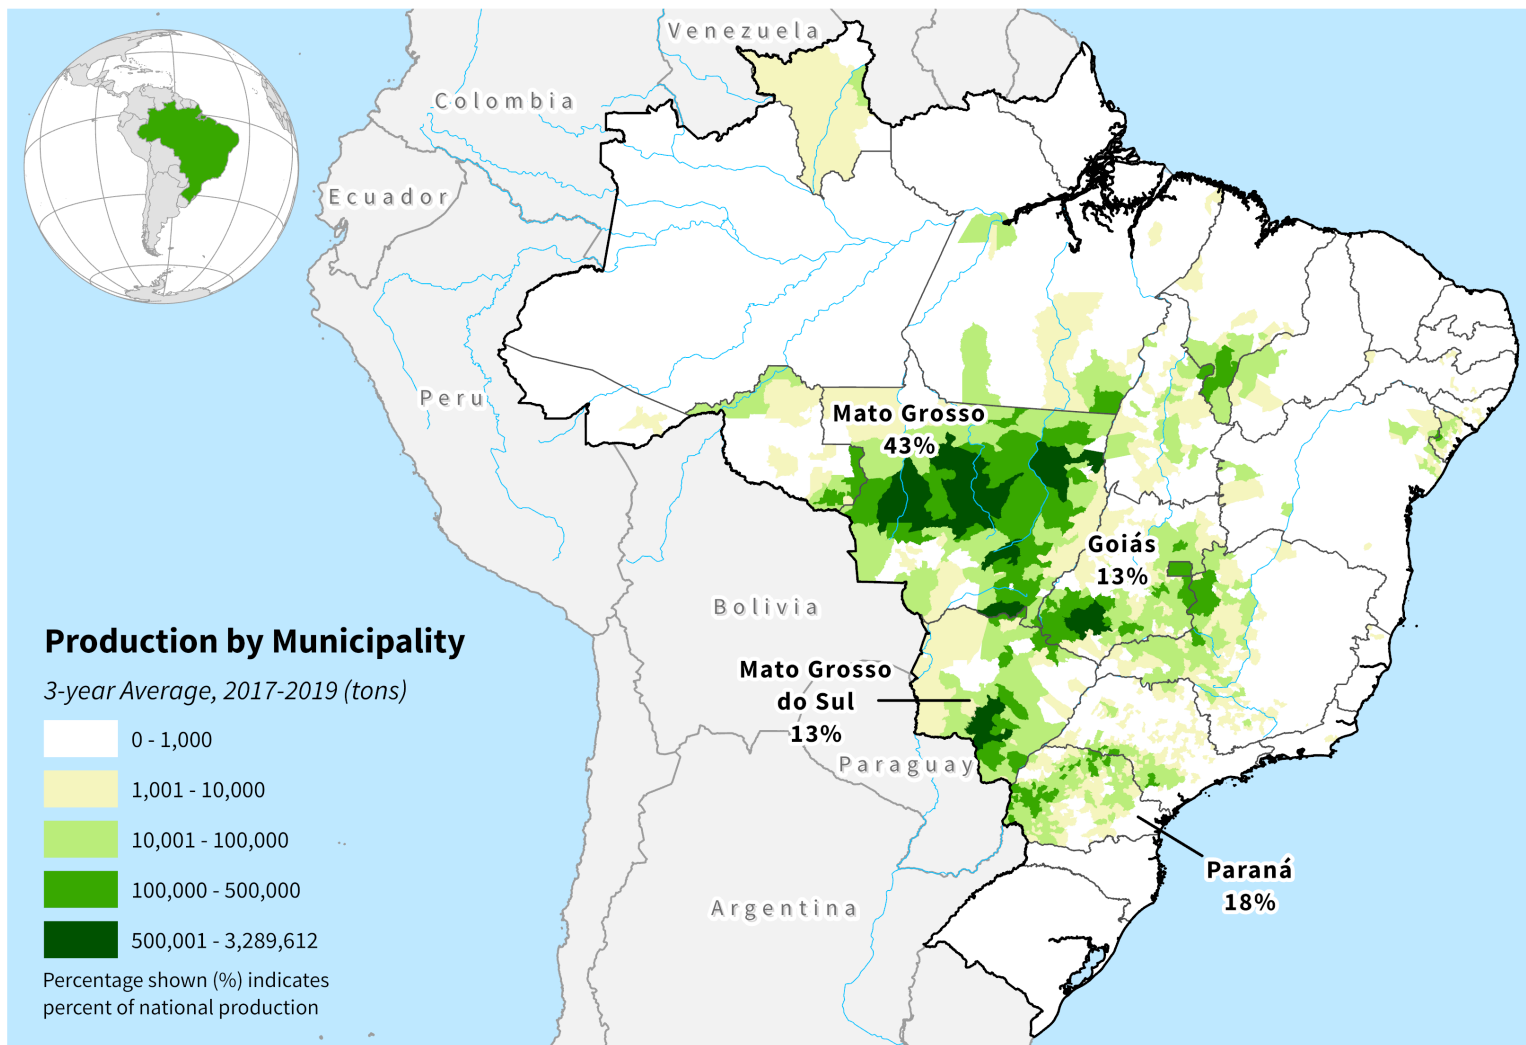 Venezuela
Colombia
Ecuador
Peru
Mato Grosso
43%
Goiás
13%
Bolivia
Production by Municipality
3-year Average, 2017-2019 (tons)
0 - 1,000
1,001 - 10,000
10,001 - 100,000
100,000 - 500,000
500,001 - 3,289,612
Percentage shown (%) indicates
percent of national production
Mato Grosso
do Sul
13%
Paraguay
Paraná
18%
Argentina